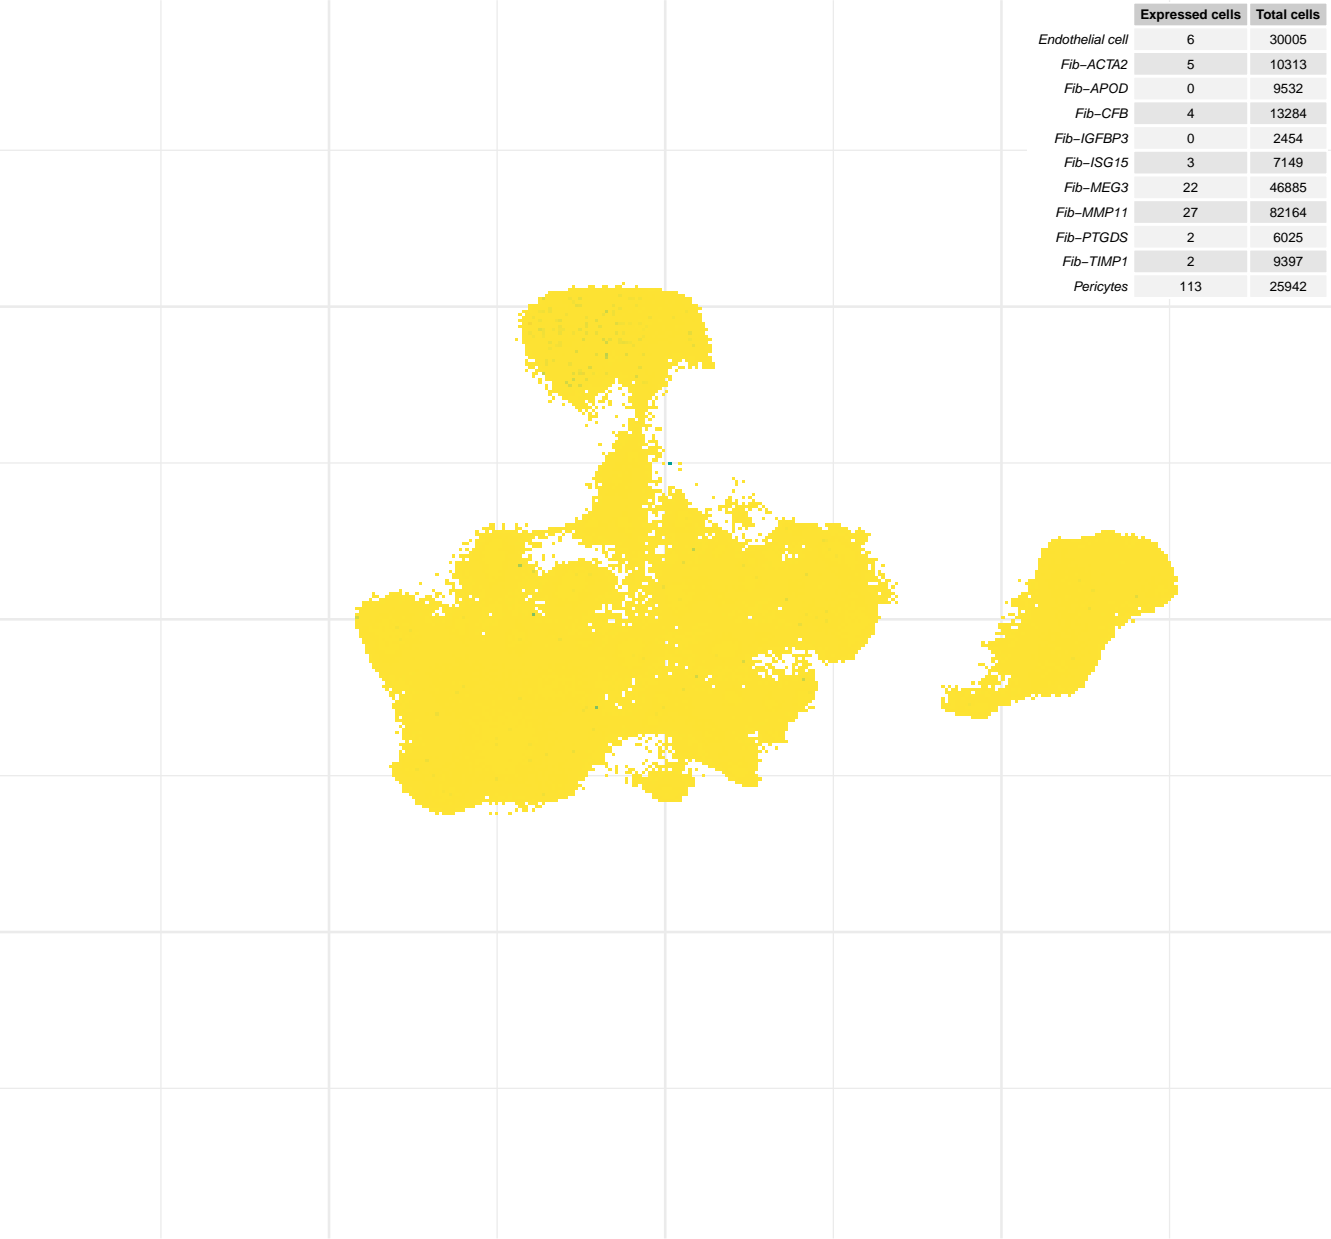 Expressed cells Total cells
Endothelial cell 6 30005
Fib−ACTA2 5 10313
Fib−APOD 0 9532
Fib−CFB 4 13284
Fib−IGFBP3 0 2454
Fib−ISG15 3 7149
Fib−MEG3 22 46885
Fib−MMP11 27 82164
Fib−PTGDS 2 6025
Fib−TIMP1 2 9397
Pericytes 113 25942